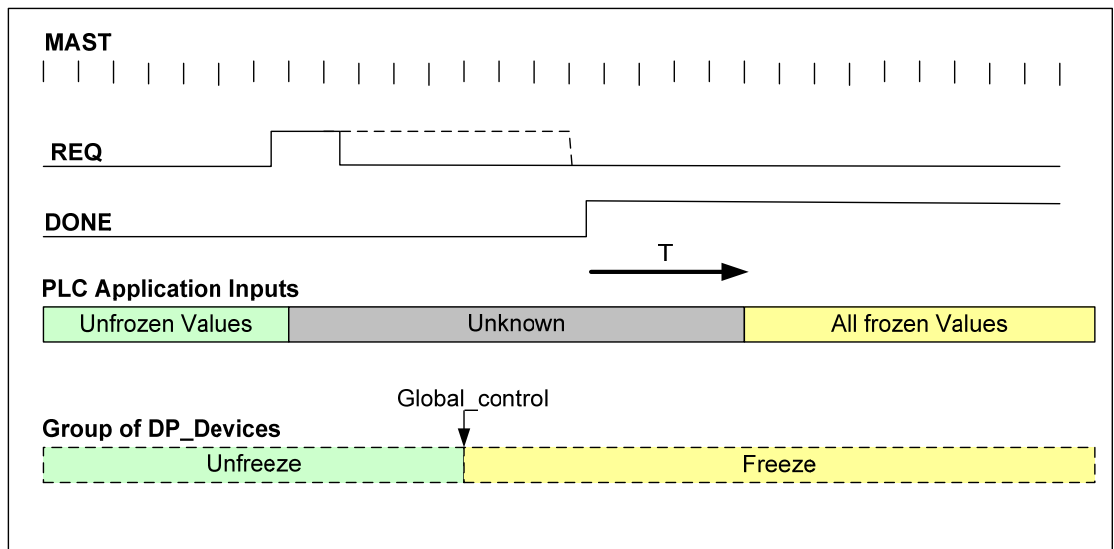 MAST
REQ
DONE
T
PLC Application Inputs
Unfrozen Values
Unknown
All frozen Values
Global_control
Group of DP_Devices
Unfreeze
Freeze